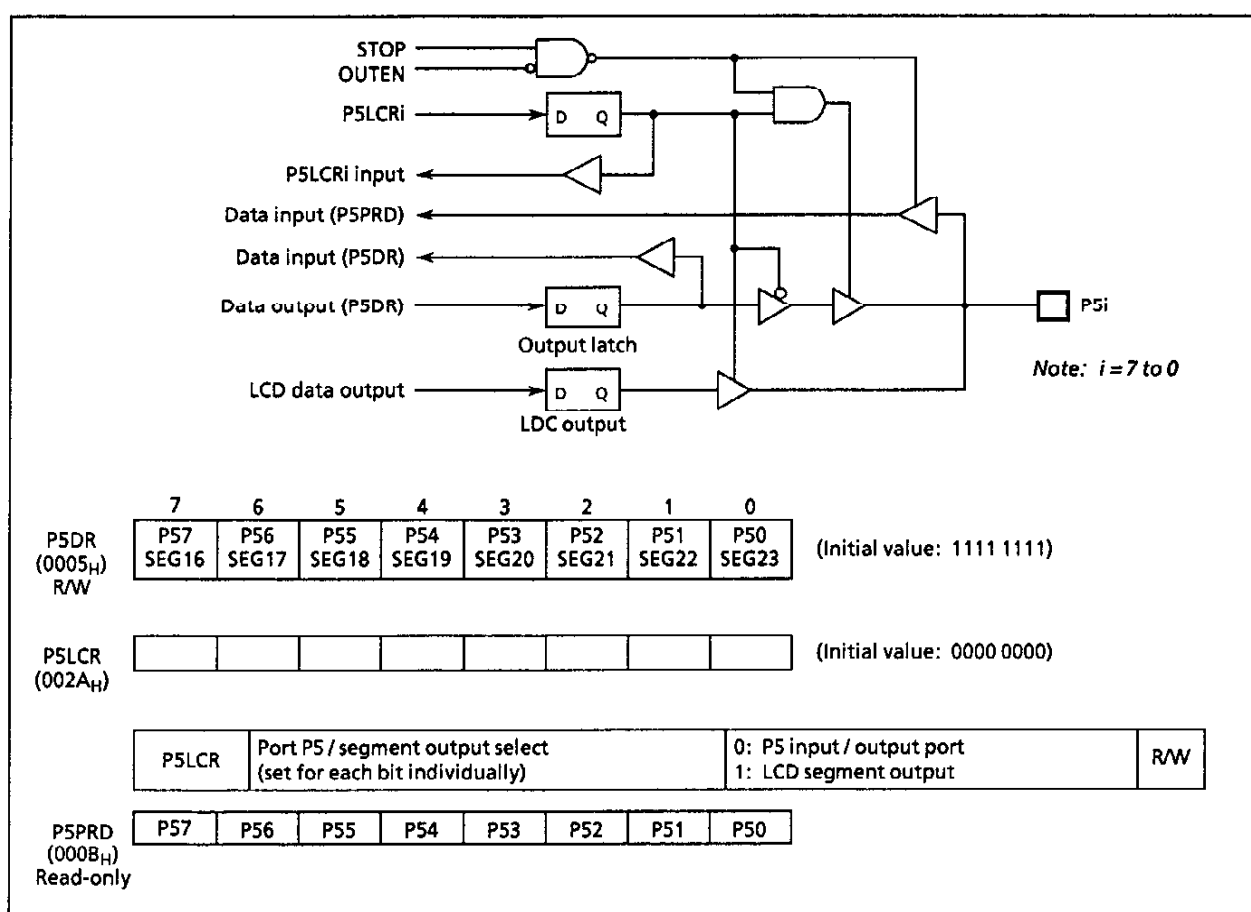 STOP
OUTEN
P5LCRi
D Q
P5LCRi input
Data input (P5PRD)
Data input (P5DR)
Data output (P5DR)
D Q
P5i
Output latch
Note: i = 7 to 0
LCD data output
D Q
LDC output
7 6 5 4 3 2 1 0
P5DR
(0005H)
R/W
P57 P56 P55 P54 P53 P52 P51 P50
SEG16 SEG17 SEG18 SEG19 SEG20 SEG21 SEG22 SEG23
(Initial value: 1111 1111)
P5LCR
(002AH)
(Initial value: 0000 0000)
P5LCR
Port P5 / segment output select
(set for each bit individually)
0: P5 input / output port
1: LCD segment output
R/W
P5PRD
(000BH)
Read-only
P57 P56 P55 P54 P53 P52 P51 P50